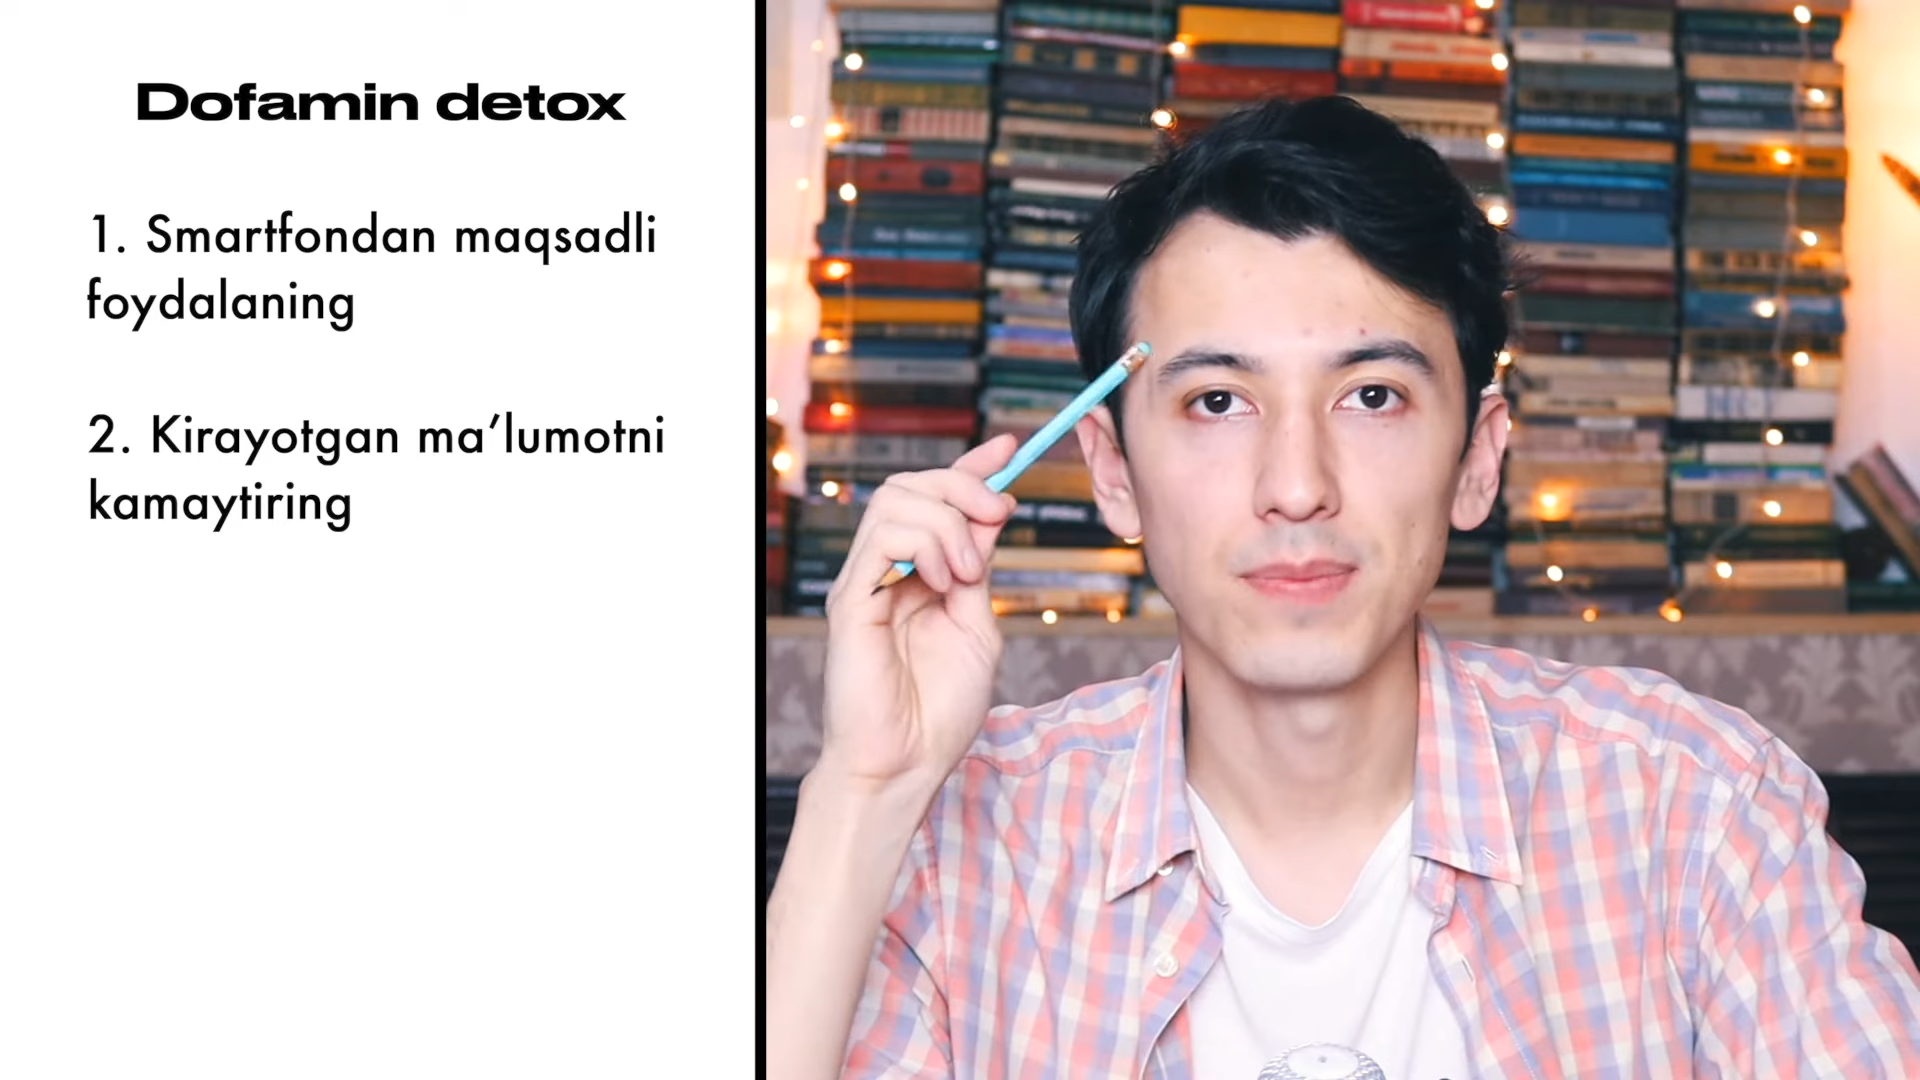 Dofamin detox
1. Smartfondan maqsadli
foydalaning
2. Kirayotgan ma’lumotni
kamaytiring